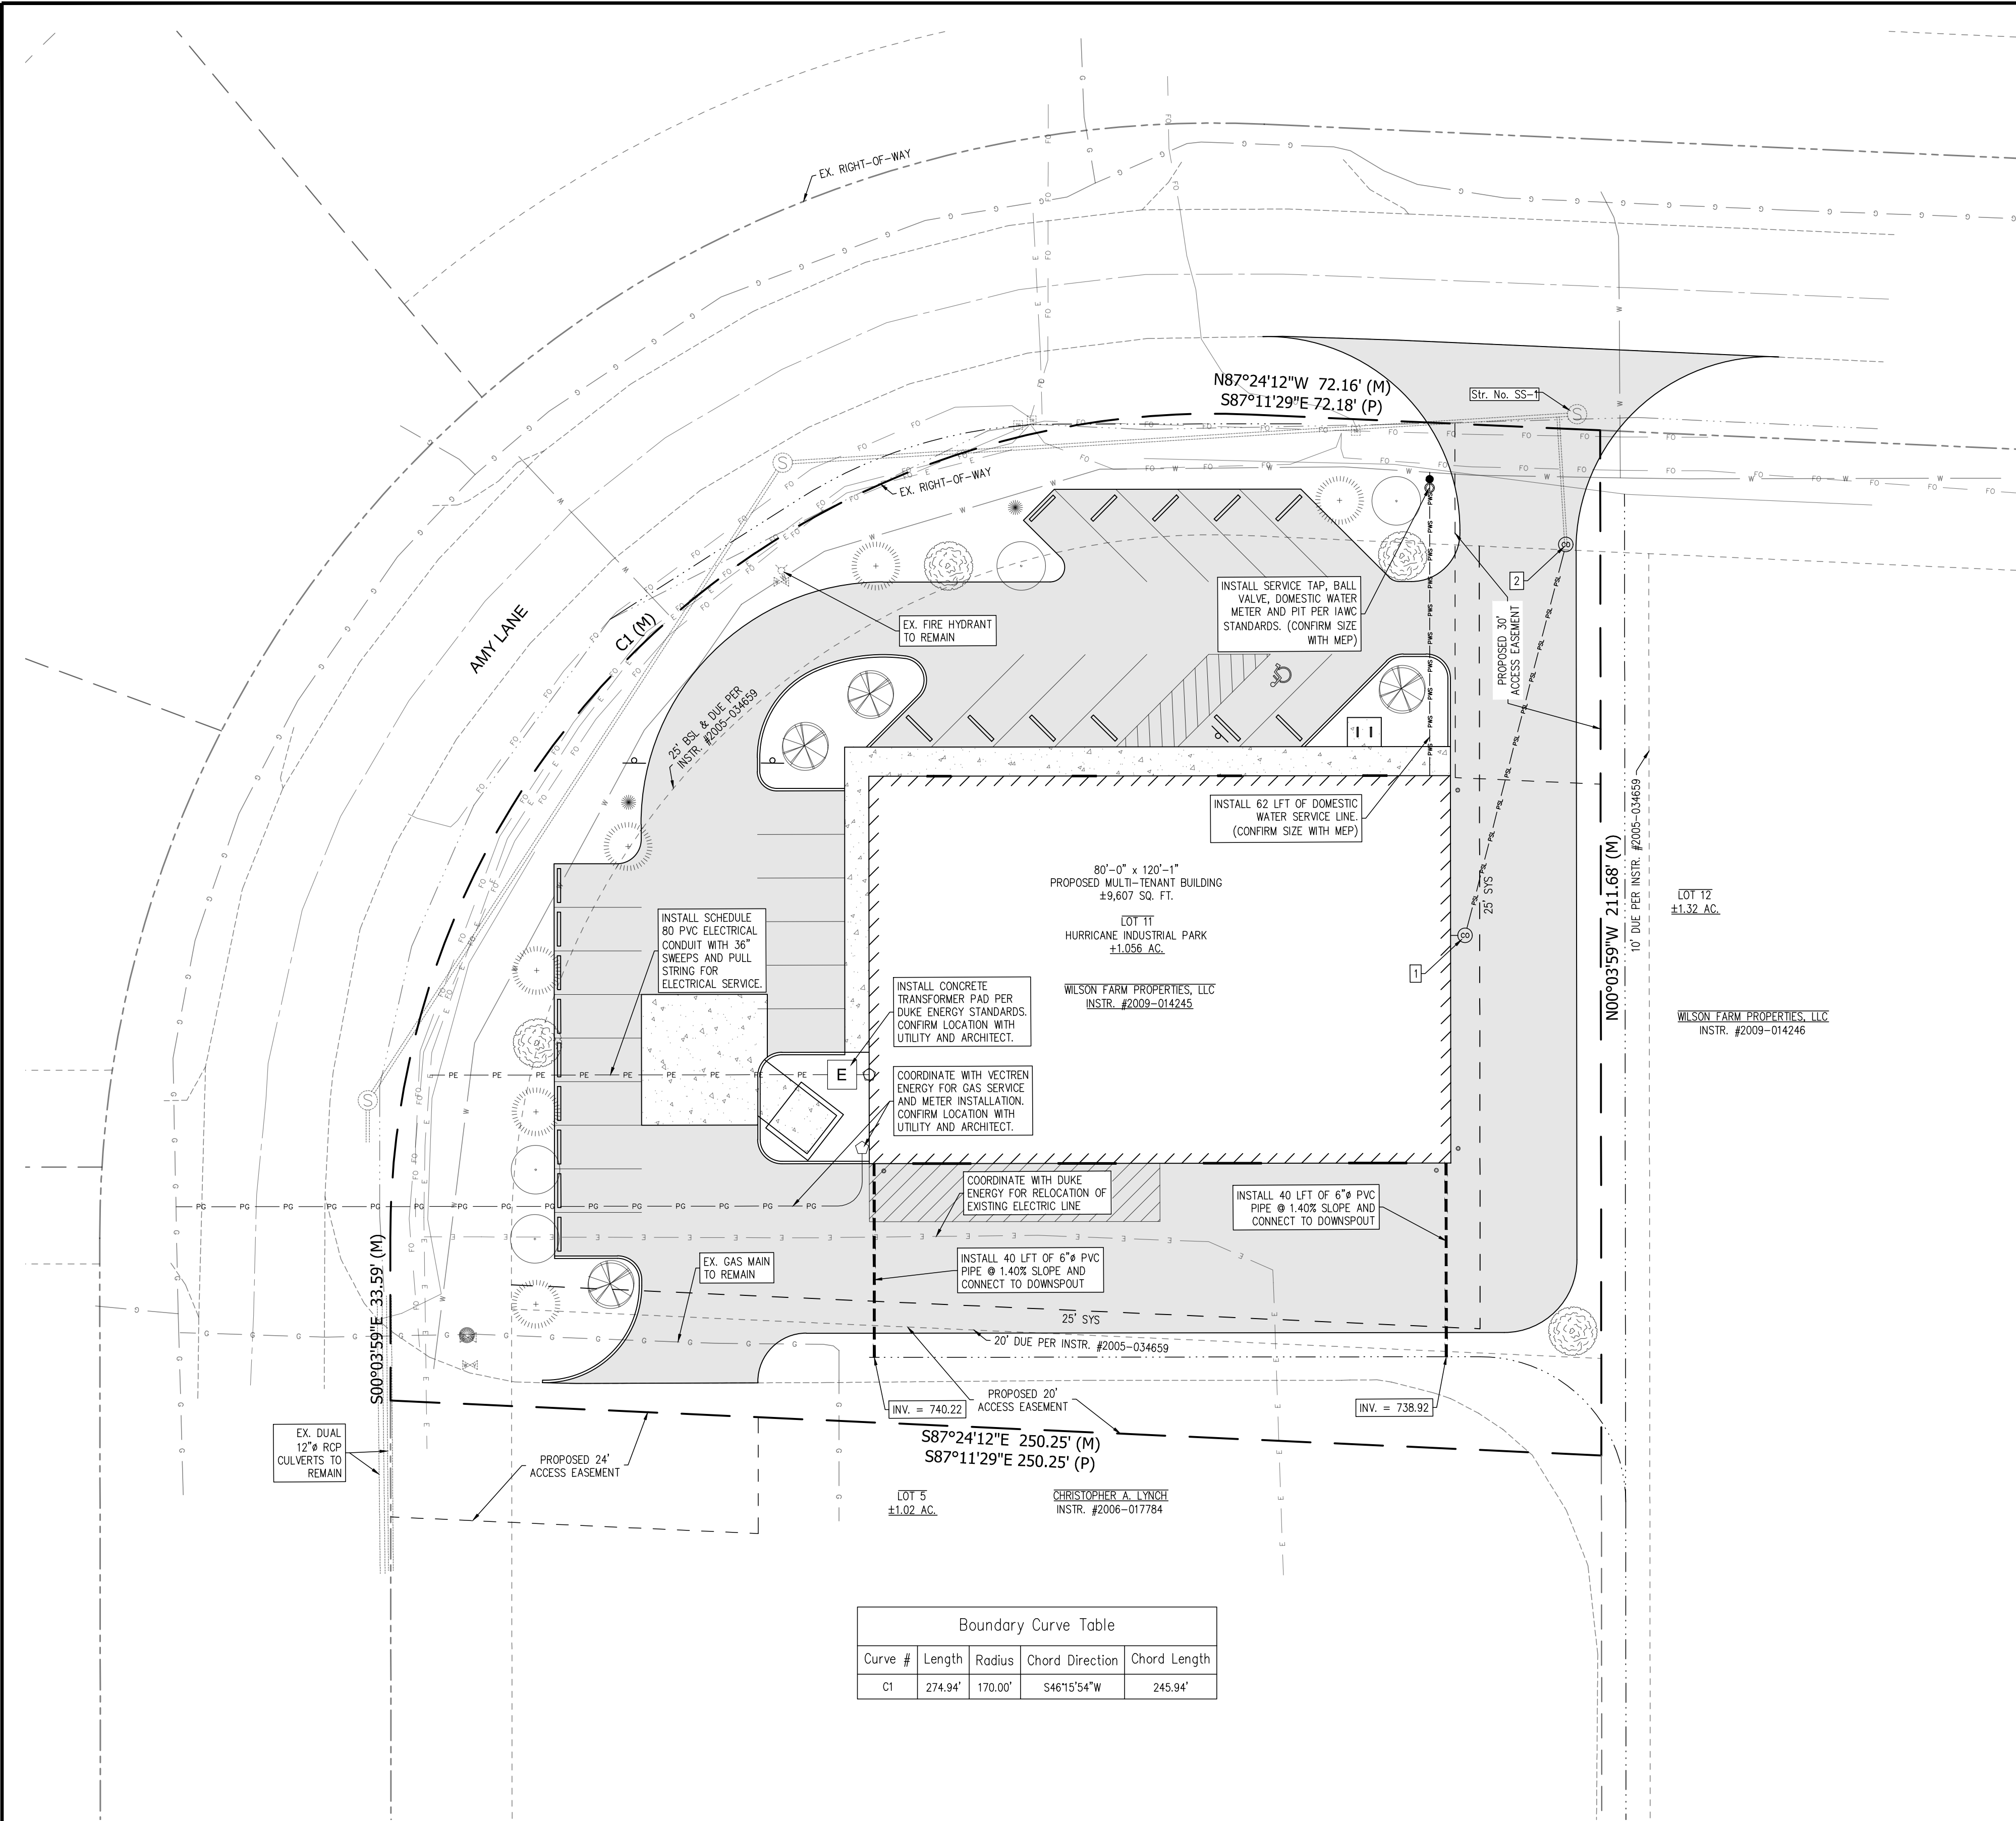 EX. RIGHT-OF-WAY
N87°24'12"W 72.16' (M)
S87°11'29"E 72.18' (P)
Str. No. SS-1
EX. RIGHT-OF-WAY
INSTALL SERVICE TAP, BALL
VALVE, DOMESTIC WATER
METER AND PIT PER IAWC
STANDARDS. (CONFIRM SIZE
WITH MEP)
2
PROPOSED 30'
ACCESS EASEMENT
EX. FIRE HYDRANT
TO REMAIN
AMY LANE
C1 (M)
25' BSL & DUE PER
INSTR. #2005-034659
INSTALL 62 LFT OF DOMESTIC
WATER SERVICE LINE.
(CONFIRM SIZE WITH MEP)
80'-0" x 120'-1"
PROPOSED MULTI-TENANT BUILDING
±9,607 SQ. FT.
LOT 11
HURRICANE INDUSTRIAL PARK
±1.056 AC.
WILSON FARM PROPERTIES, LLC
INSTR. #2009-014245
25' SYS
1
N00°03'59"W 211.68' (M)
10' DUE PER INSTR. #2005-034659
LOT 12
±1.32 AC.
WILSON FARM PROPERTIES, LLC
INSTR. #2009-014246
INSTALL SCHEDULE
80 PVC ELECTRICAL
CONDUIT WITH 36"
SWEEPS AND PULL
STRING FOR
ELECTRICAL SERVICE.
INSTALL CONCRETE
TRANSFORMER PAD PER
DUKE ENERGY STANDARDS.
CONFIRM LOCATION WITH
UTILITY AND ARCHITECT.
E
COORDINATE WITH VECTREN
ENERGY FOR GAS SERVICE
AND METER INSTALLATION.
CONFIRM LOCATION WITH
UTILITY AND ARCHITECT.
COORDINATE WITH DUKE
ENERGY FOR RELOCATION OF
EXISTING ELECTRIC LINE
INSTALL 40 LFT OF 6"ø PVC
PIPE @ 1.40% SLOPE AND
CONNECT TO DOWNSPOUT
INSTALL 40 LFT OF 6"ø PVC
PIPE @ 1.40% SLOPE AND
CONNECT TO DOWNSPOUT
EX. GAS MAIN
TO REMAIN
S00°03'59"E 33.59' (M)
25' SYS
20' DUE PER INSTR. #2005-034659
PROPOSED 20'
ACCESS EASEMENT
INV. = 740.22
INV. = 738.92
S87°24'12"E 250.25' (M)
S87°11'29"E 250.25' (P)
EX. DUAL
12"ø RCP
CULVERTS TO
REMAIN
PROPOSED 24'
ACCESS EASEMENT
LOT 5
±1.02 AC.
CHRISTOPHER A. LYNCH
INSTR. #2006-017784
Boundary Curve Table
Curve # Length Radius Chord Direction Chord Length
C1 274.94' 170.00' S46°15'54"W 245.94'